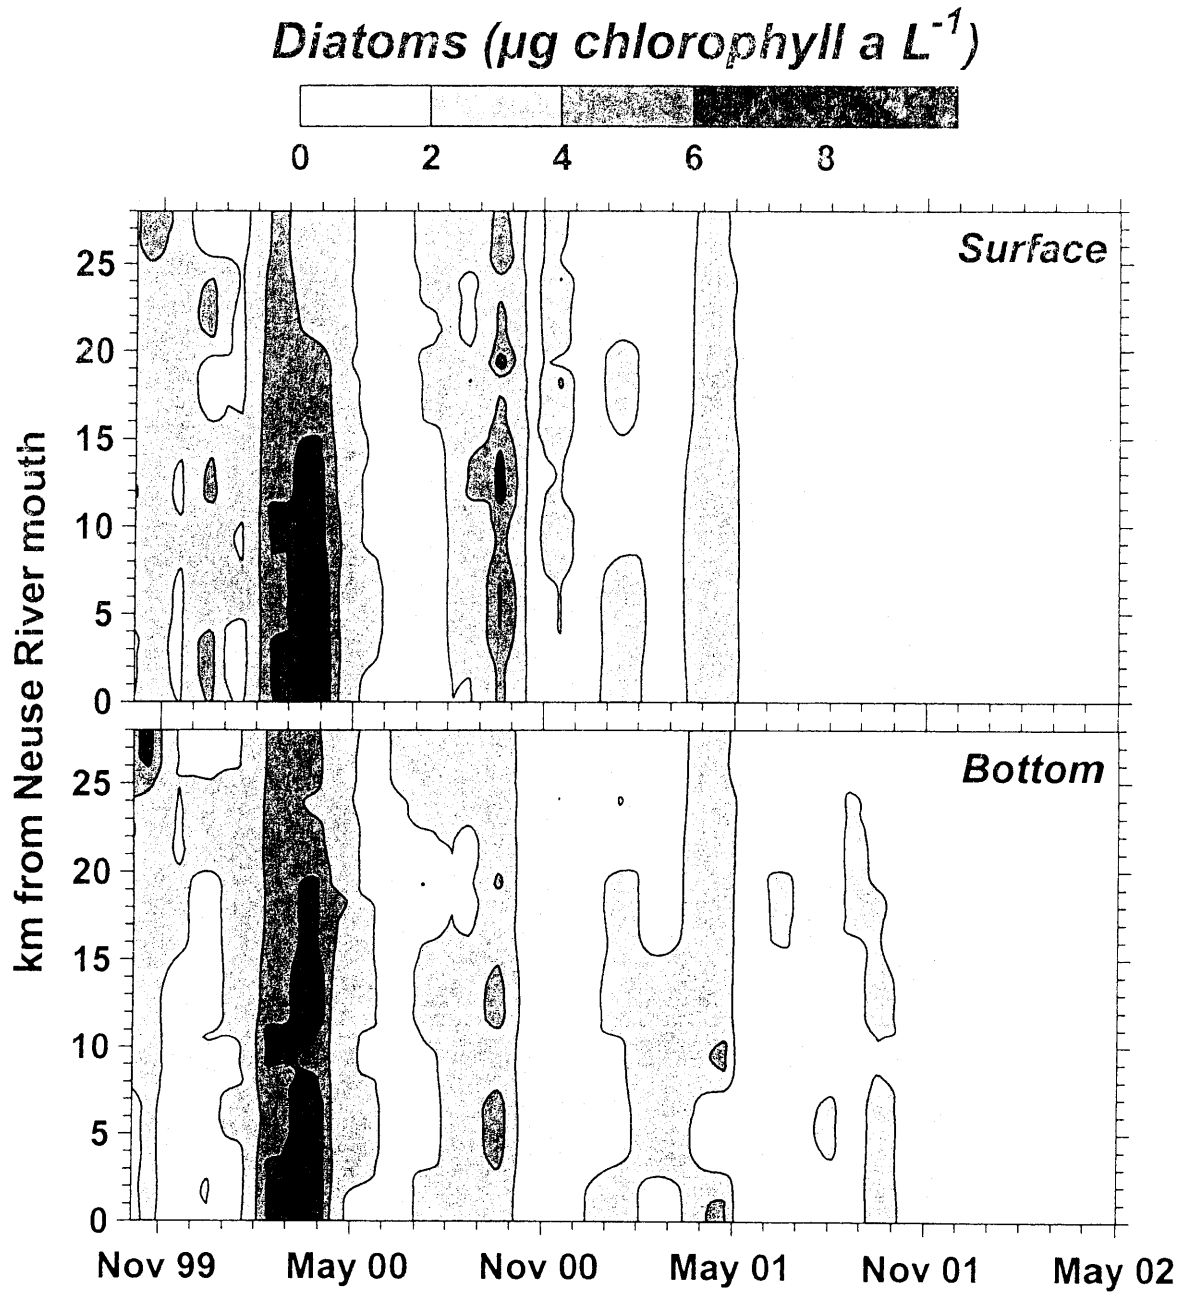 Diatoms (µg chlorophyll a L⁻¹)
0 2 4 6 8
Surface
25
20
15
10
5
0
km from Neuse River mouth
Bottom
25
20
15
10
5
0
Nov 99 May 00 Nov 00 May 01 Nov 01 May 02